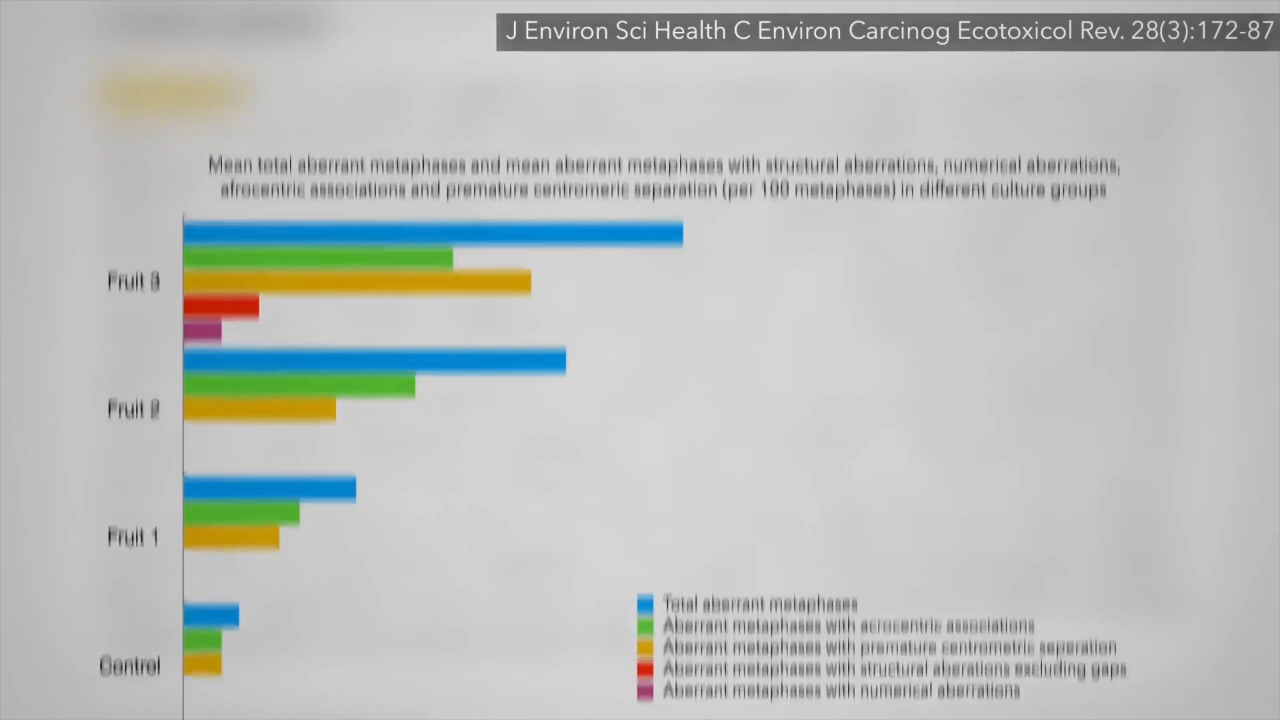 J Environ Sci Health C Environ Carcinog Ecotoxicol Rev. 28(3):172-87
Mean total aberrant metaphases and mean aberrant metaphases with structural aberrations, numerical aberrations,
afrocentric associations and premature centromeric separation (per 100 metaphases) in different culture groups
Fruit 3
Fruit 2
Fruit 1
Control
Total aberrant metaphases
Aberrant metaphases with acrocentric associations
Aberrant metaphases with premature centrometric separation
Aberrant metaphases with structural aberations excluding gaps
Aberrant metaphases with numerical aberrations